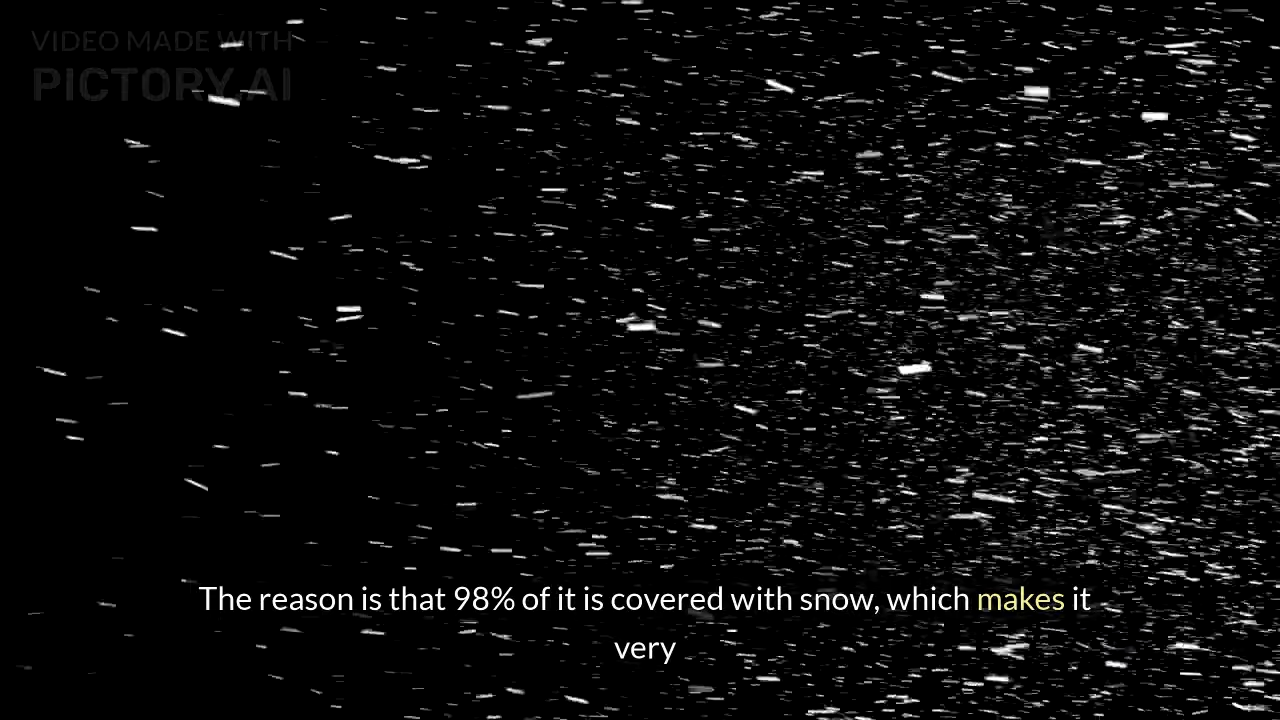 VIDEO MADE WITH
PICTORY.AI
The reason is that 98% of it is covered with snow, which makes it
very